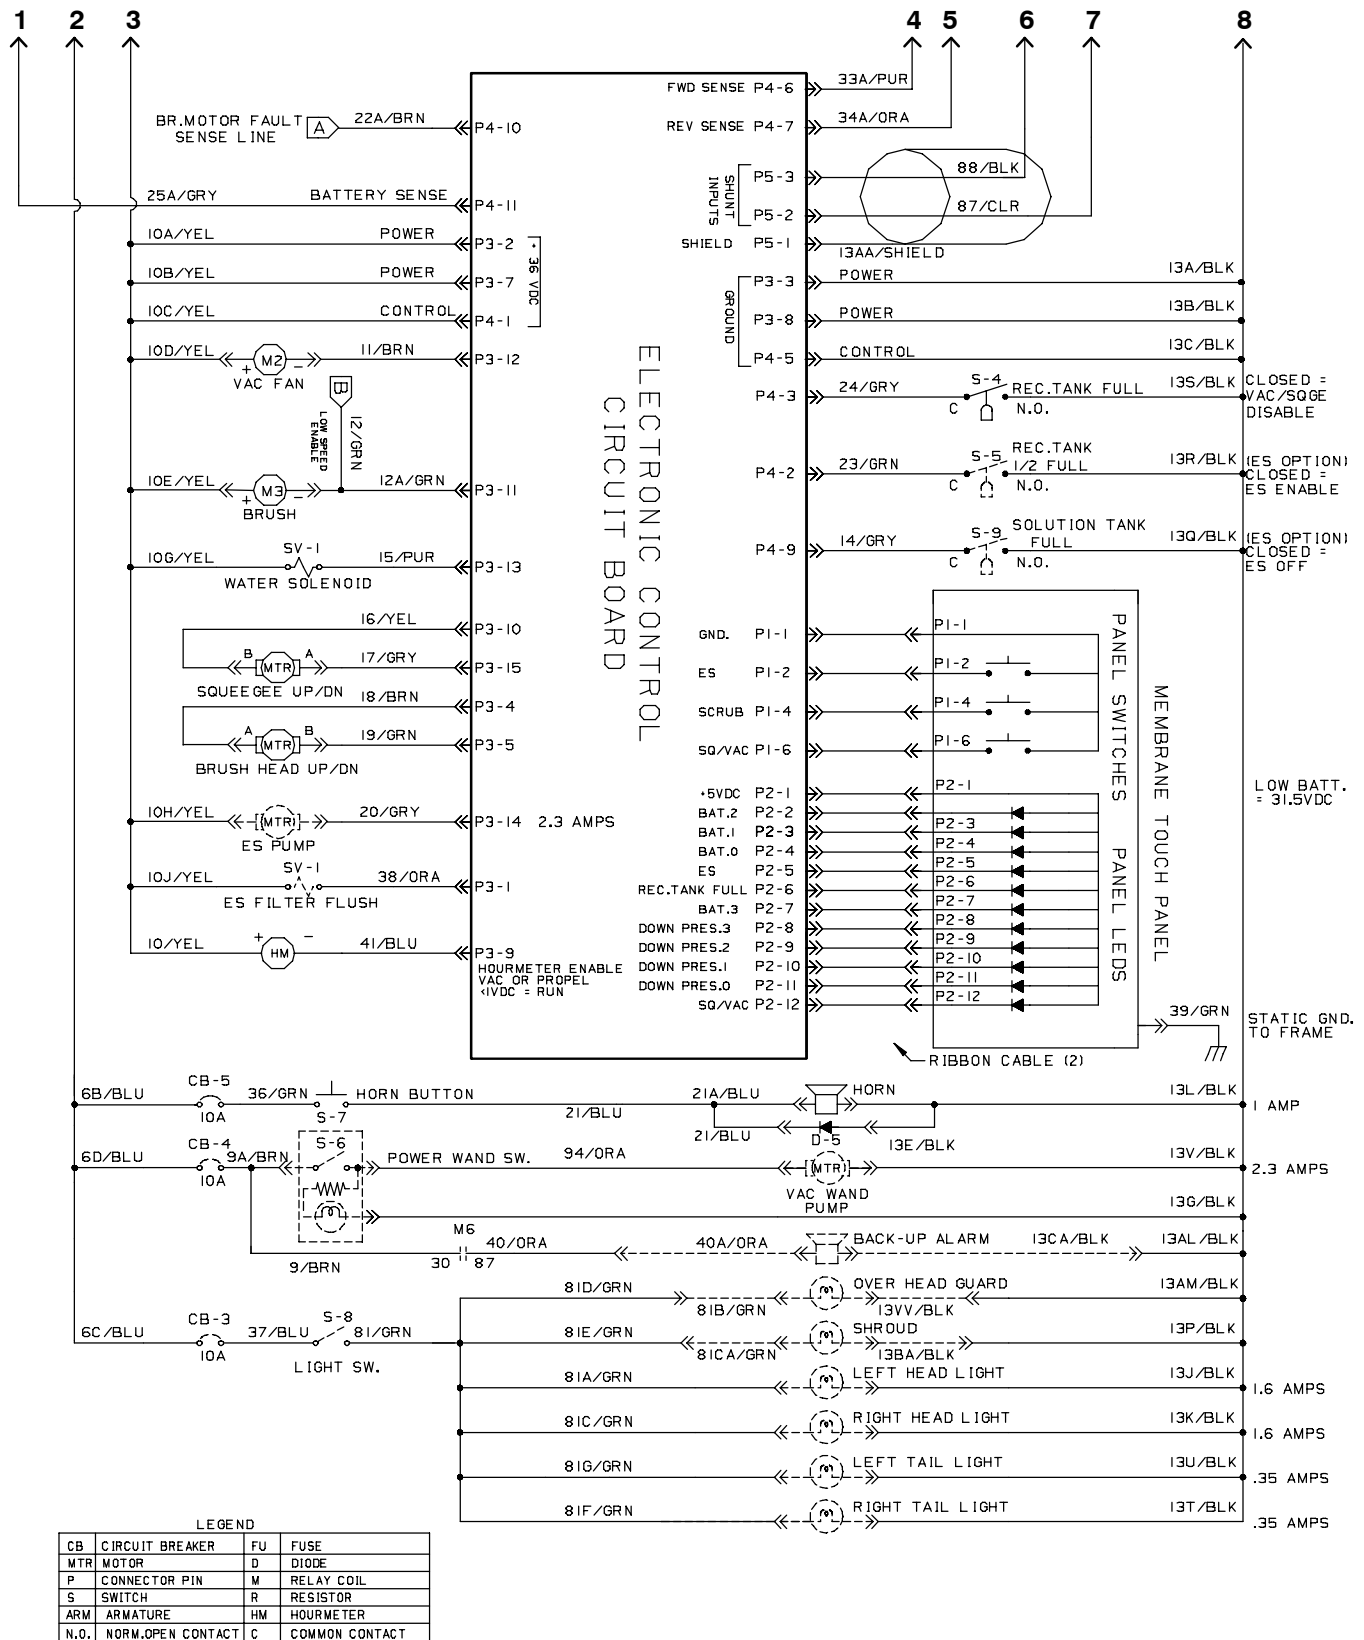 1 2 3 4 5 6 7 8
33A/PUR
FWD SENSE P4-6
BR.MOTOR FAULT
SENSE LINE
A
22A/BRN
P4-10
REV SENSE P4-7
34A/ORA
88/BLK
P5-3
SHUNT
INPUTS
87/CLR
P5-2
25A/GRY
BATTERY SENSE
P4-11
SHIELD P5-1
13AA/SHIELD
10A/YEL
POWER
P3-2
+ 36 VDC
10B/YEL
POWER
P3-7
10C/YEL
CONTROL
P4-1
P3-3
POWER
13A/BLK
GROUND
P3-8
POWER
13B/BLK
P4-5
CONTROL
13C/BLK
10D/YEL
+
M2
-
VAC FAN
11/BRN
P3-12
B
LOW SPEED
ENABLE
12/GRN
ELECTRONIC CONTROL
CIRCUIT BOARD
P4-3
24/GRY
S-4
REC.TANK FULL
C
N.O.
13S/BLK
CLOSED =
VAC/SQGE
DISABLE
10E/YEL
+
M3
-
BRUSH
12A/GRN
P3-11
P4-2
23/GRN
S-5
REC.TANK
1/2 FULL
C
N.O.
13R/BLK
(ES OPTION)
CLOSED =
ES ENABLE
10G/YEL
SV-1
WATER SOLENOID
15/PUR
P3-13
P4-9
14/GRY
S-9
SOLUTION TANK
FULL
C
N.O.
13Q/BLK
(ES OPTION)
CLOSED =
ES OFF
16/YEL
P3-10
B
MTR
A
17/GRY
P3-15
SQUEEGEE UP/DN
18/BRN
P3-4
A
MTR
B
19/GRN
P3-5
BRUSH HEAD UP/DN
GND. P1-1
P1-1
ES P1-2
P1-2
SCRUB P1-4
P1-4
SQ/VAC P1-6
P1-6
PANEL SWITCHES
MEMBRANE TOUCH PANEL
PANEL LEDS
LOW BATT.
= 31.5VDC
10H/YEL
MTR
ES PUMP
20/GRY
P3-14 2.3 AMPS
10J/YEL
SV-1
ES FILTER FLUSH
38/ORA
P3-1
10/YEL
+
HM
-
41/BLU
P3-9
HOURMETER ENABLE
VAC OR PROPEL
<1VDC = RUN
+5VDC P2-1
P2-1
BAT.2 P2-2
BAT.1 P2-3
P2-3
BAT.0 P2-4
P2-4
ES P2-5
P2-5
REC.TANK FULL P2-6
P2-6
BAT.3 P2-7
P2-7
DOWN PRES.3 P2-8
P2-8
DOWN PRES.2 P2-9
P2-9
DOWN PRES.1 P2-10
P2-10
DOWN PRES.0 P2-11
P2-11
SQ/VAC P2-12
P2-12
39/GRN
STATIC GND.
TO FRAME
RIBBON CABLE (2)
6B/BLU
CB-5
10A
36/GRN
HORN BUTTON
S-7
21/BLU
21A/BLU
HORN
13L/BLK
1 AMP
21/BLU
D-5
13E/BLK
6D/BLU
CB-4
10A
9A/BRN
S-6
POWER WAND SW.
94/ORA
MTR
VAC WAND
PUMP
13V/BLK
2.3 AMPS
13G/BLK
9/BRN
M6
30
87
40/ORA
40A/ORA
BACK-UP ALARM
13CA/BLK
13AL/BLK
81D/GRN
81B/GRN
OVER HEAD GUARD
13VV/BLK
13AM/BLK
6C/BLU
CB-3
10A
37/BLU
S-8
LIGHT SW.
81/GRN
81E/GRN
81CA/GRN
SHROUD
13BA/BLK
13P/BLK
81A/GRN
LEFT HEAD LIGHT
13J/BLK
1.6 AMPS
81C/GRN
RIGHT HEAD LIGHT
13K/BLK
1.6 AMPS
81G/GRN
LEFT TAIL LIGHT
13U/BLK
.35 AMPS
81F/GRN
RIGHT TAIL LIGHT
13T/BLK
.35 AMPS
LEGEND
CB CIRCUIT BREAKER FU FUSE
MTR MOTOR D DIODE
P CONNECTOR PIN M RELAY COIL
S SWITCH R RESISTOR
ARM ARMATURE HM HOURMETER
N.O. NORM.OPEN CONTACT C COMMON CONTACT